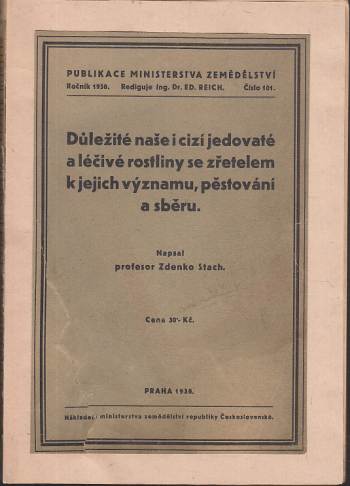 PUBLIKACE MINISTERSTVA ZEMĚDĚLSTVÍ
Ročník 1938. Rediguje Ing. Dr. ED. REICH. Číslo 101.
Důležité naše i cizí jedovaté
a léčivé rostliny se zřetelem
k jejich významu, pěstování
a sběru.
Napsal
profesor Zdenko Stach.
Cena 30'- Kč.
PRAHA 1938.
Nákladem ministerstva zemědělství republiky Československé.